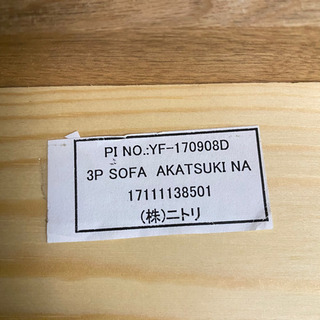 PI NO.:YF-170908D
3P SOFA AKATSUKI NA
17111138501
(株)ニトリ